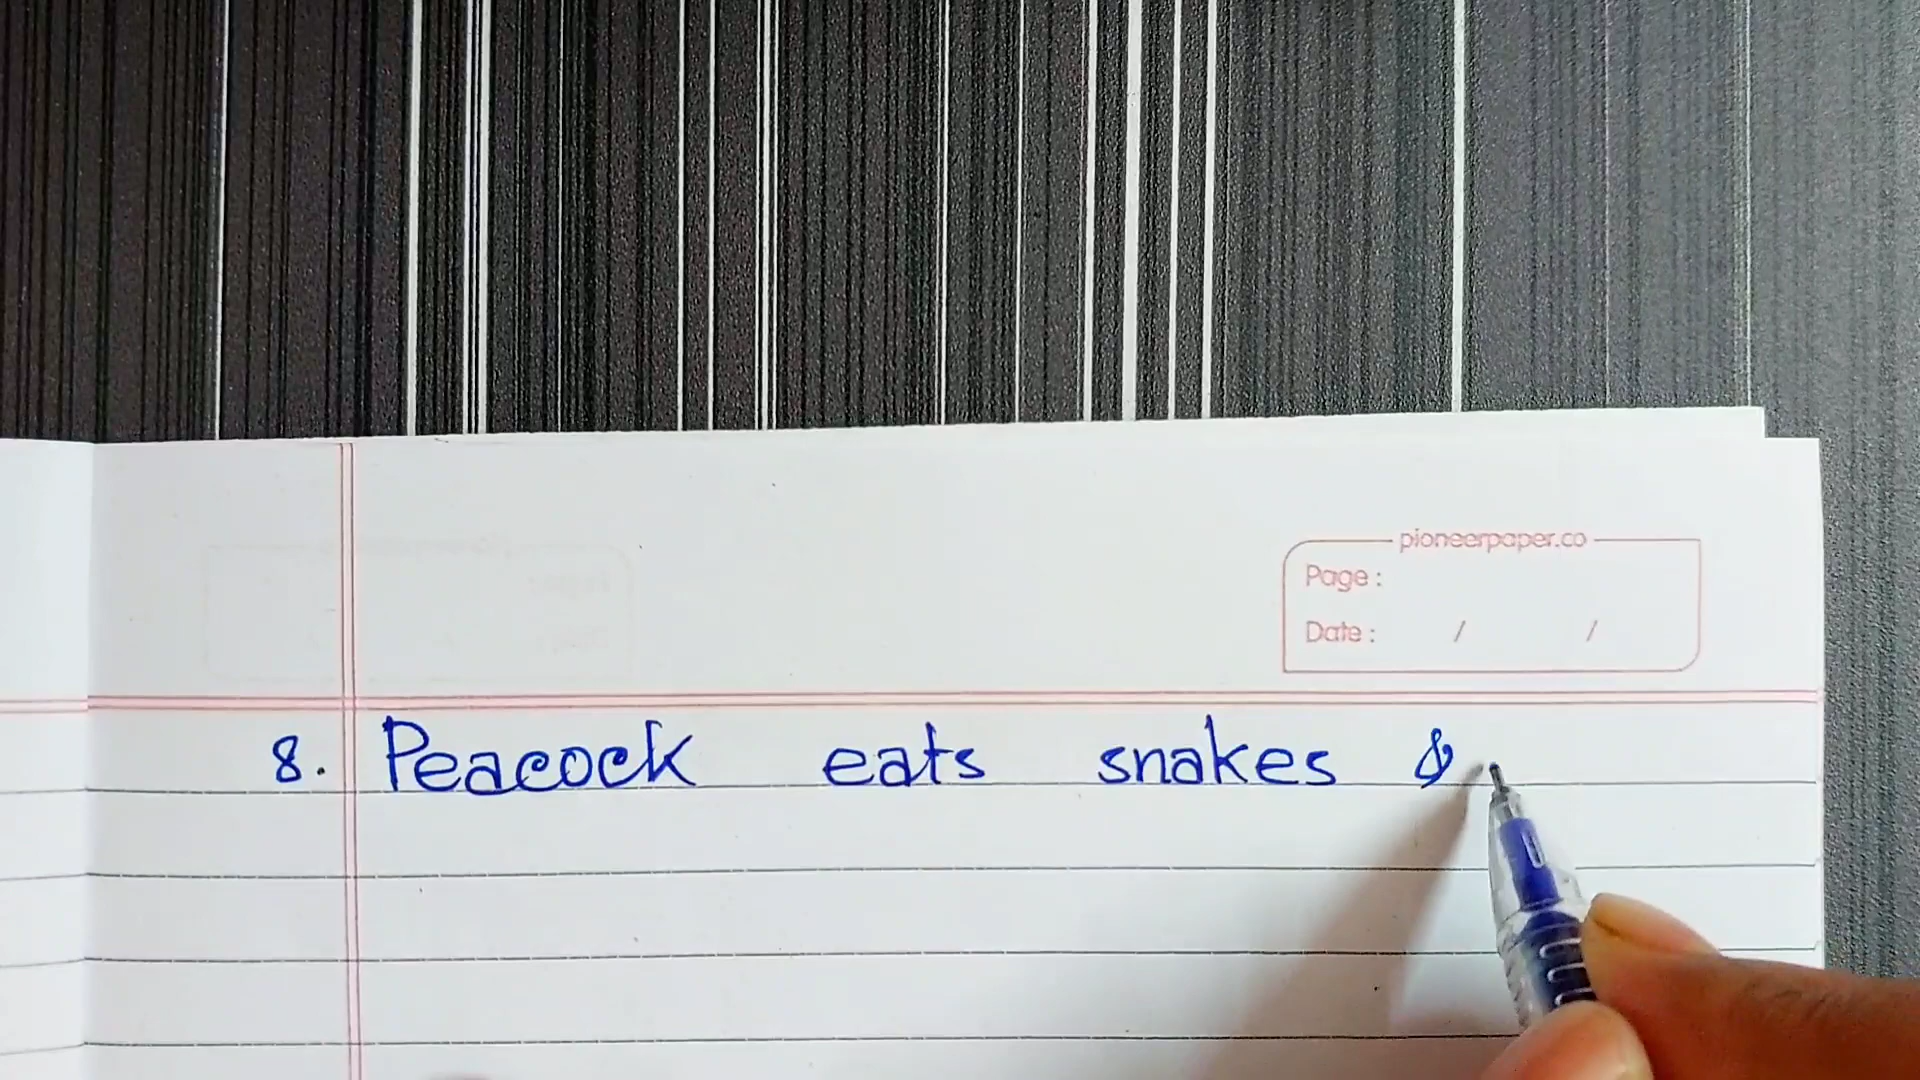 pioneerpaper.co
Page :
Date : / /
8. Peacock eats snakes &